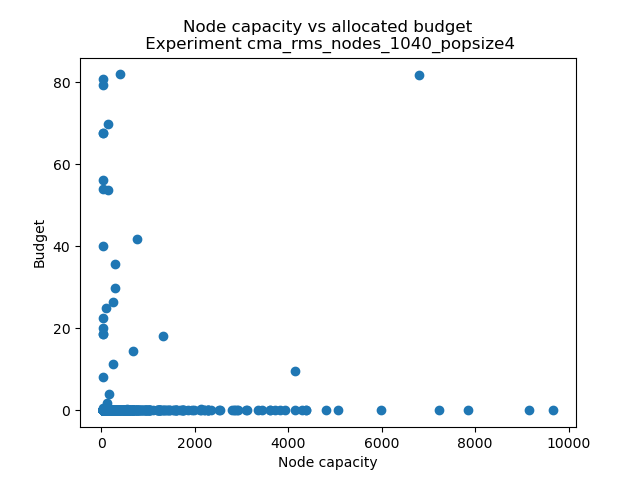 Node capacity vs allocated budget
Experiment cma_rms_nodes_1040_popsize4
80
60
40
20
0
Budget
0 2000 4000 6000 8000 10000
Node capacity